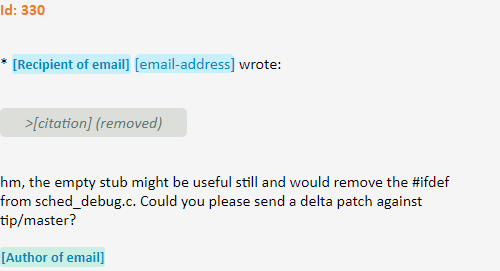 Id: 330
* [Recipient of email] [email-address] wrote:
>[citation] (removed)
hm, the empty stub might be useful still and would remove the #ifdef
from sched_debug.c. Could you please send a delta patch against
tip/master?
[Author of email]